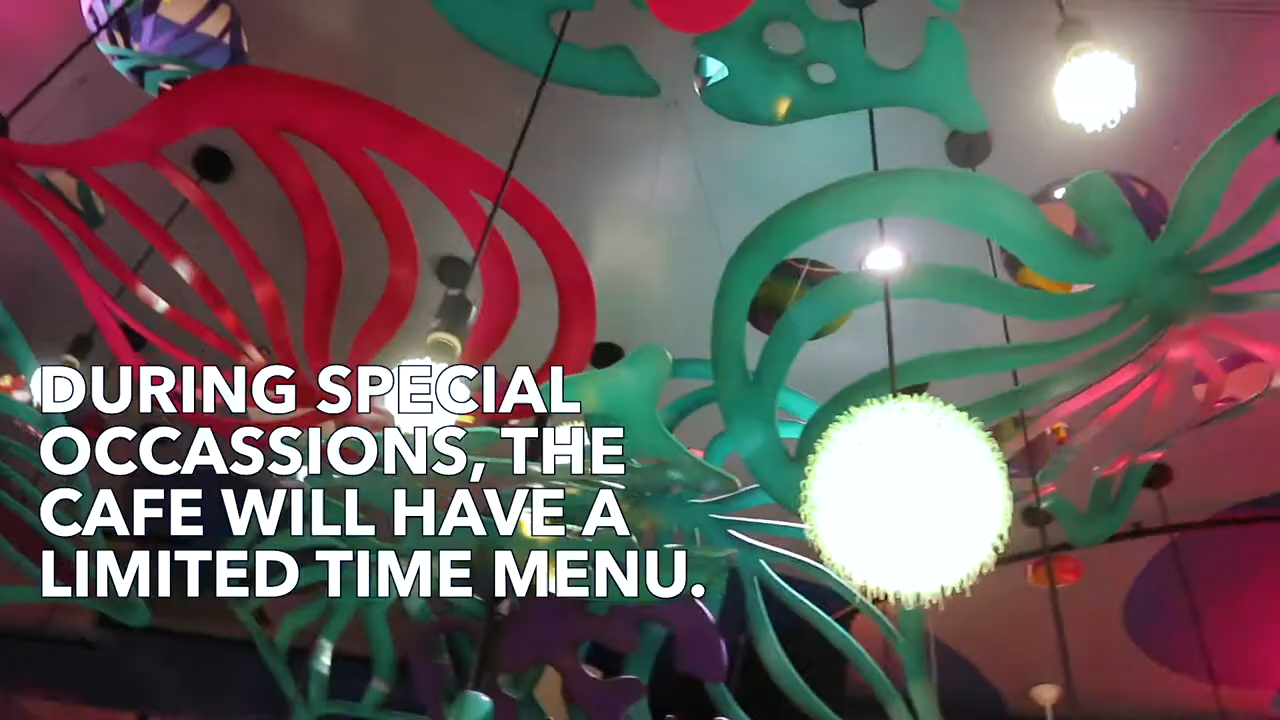 DURING SPECIAL
OCCASSIONS, THE
CAFE WILL HAVE A
LIMITED TIME MENU.